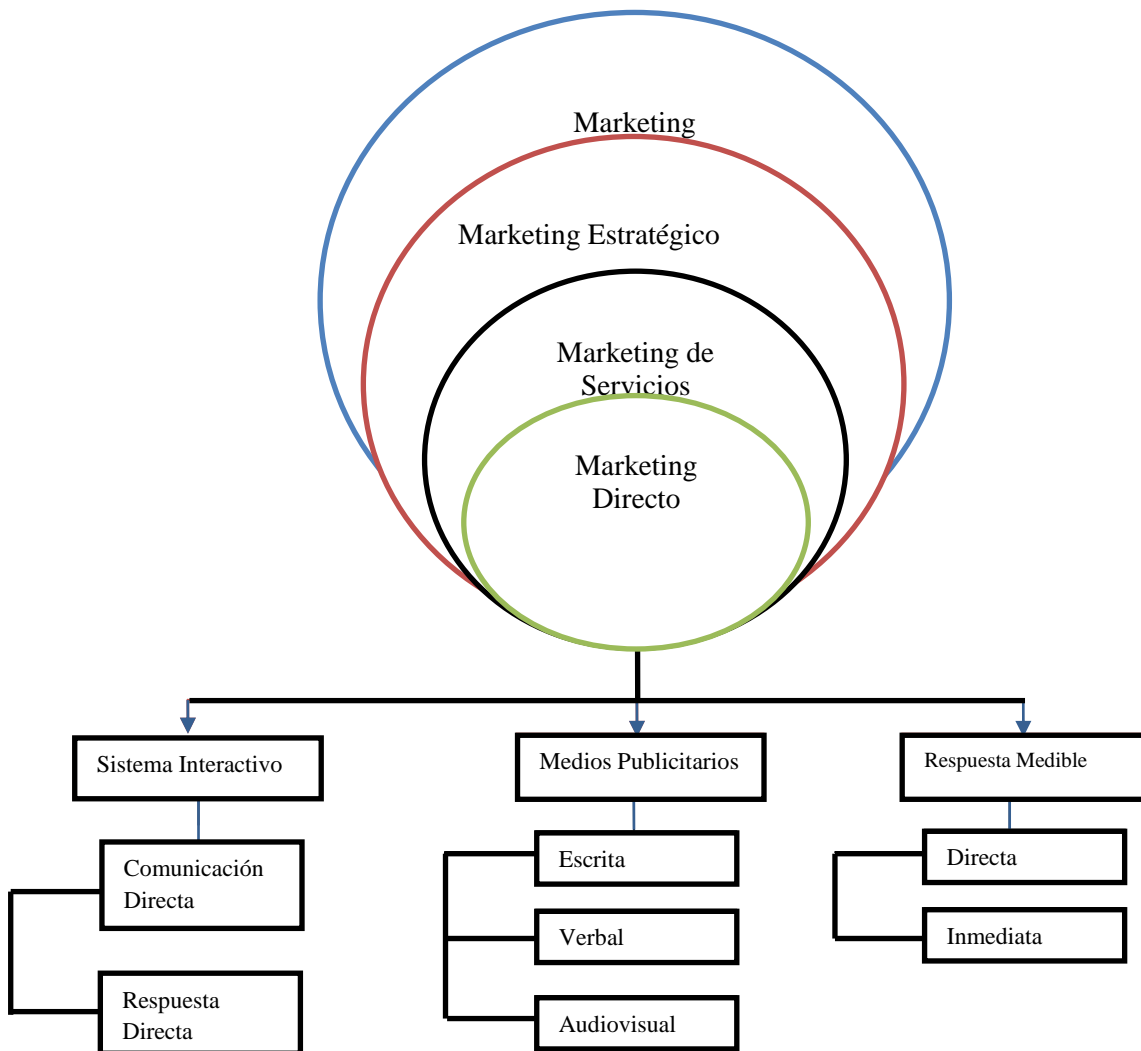 Marketing
Marketing Estratégico
Marketing de
Servicios
Marketing
Directo
Sistema Interactivo
Medios Publicitarios
Respuesta Medible
Comunicación
Directa
Escrita
Directa
Verbal
Inmediata
Respuesta
Directa
Audiovisual